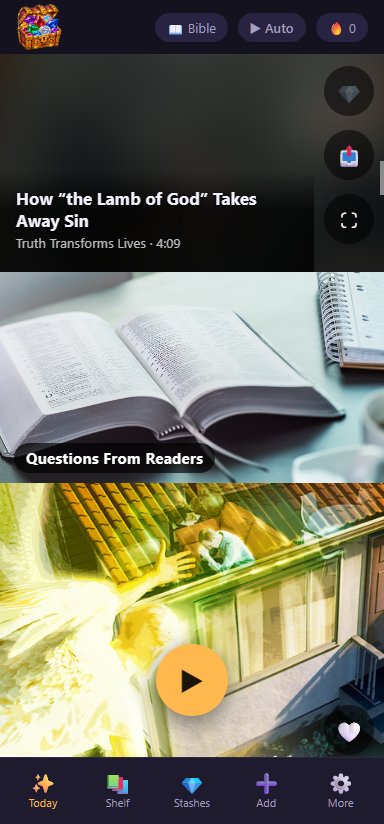 Bible
Auto
0
How “the Lamb of God” Takes
Away Sin
Truth Transforms Lives · 4:09
Questions From Readers
Today
Shelf
Stashes
Add
More